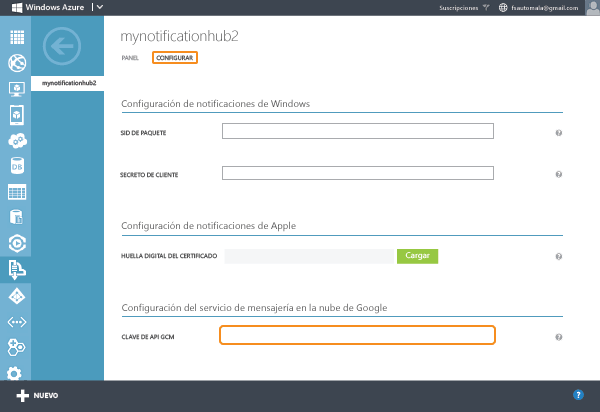 Windows Azure
Suscripciones
fsautomala@gmail.com
mynotificationhub2
mynotificationhub2
PANEL
CONFIGURAR
Configuración de notificaciones de Windows
SID DE PAQUETE
?
SECRETO DE CLIENTE
?
Configuración de notificaciones de Apple
HUELLA DIGITAL DEL CERTIFICADO
Cargar
?
Configuración del servicio de mensajería en la nube de Google
CLAVE DE API GCM
?
DB
NUEVO
?